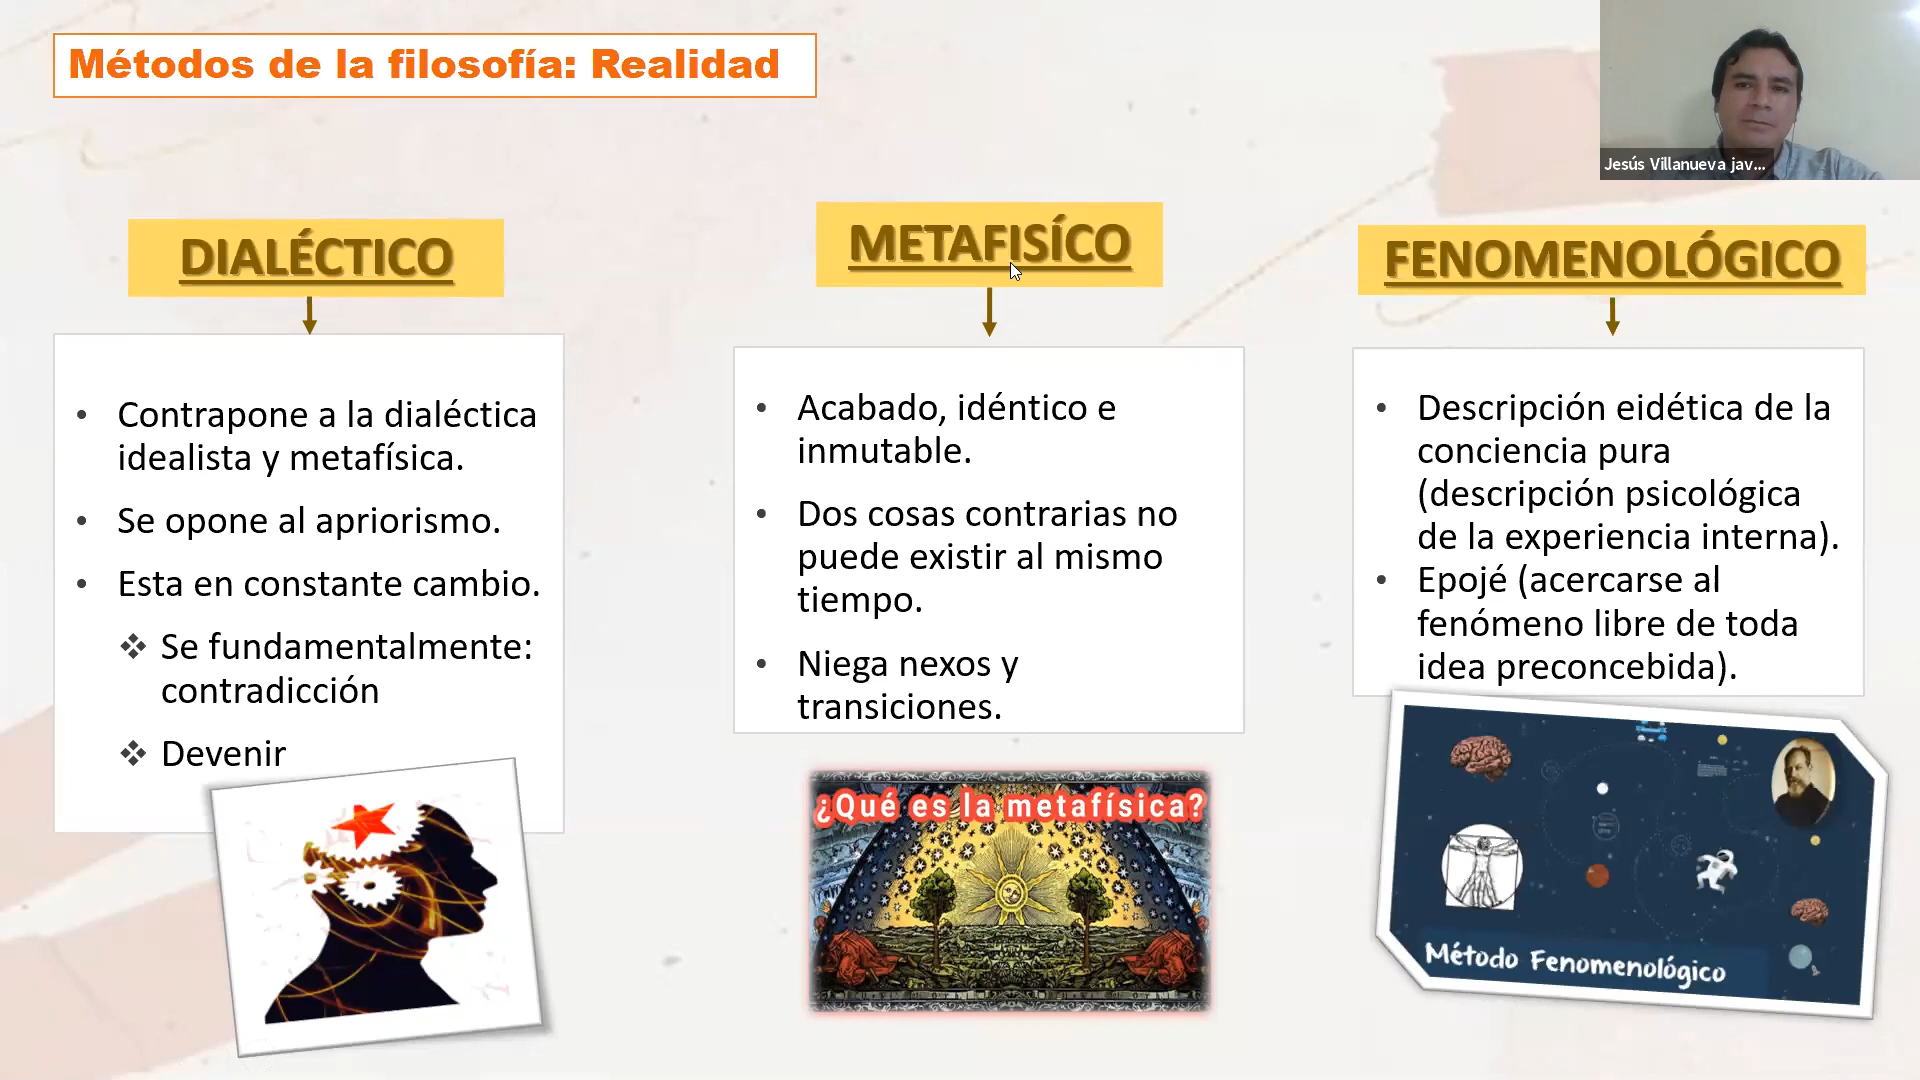 Métodos de la filosofía: Realidad
Jesús Villanueva jav...
DIALÉCTICO
• Contrapone a la dialéctica
idealista y metafísica.
• Se opone al apriorismo.
• Esta en constante cambio.
❖ Se fundamentalmente:
contradicción
❖ Devenir
METAFISÍCO
• Acabado, idéntico e
inmutable.
• Dos cosas contrarias no
puede existir al mismo
tiempo.
• Niega nexos y
transiciones.
¿Qué es la metafísica?
FENOMENOLÓGICO
• Descripción eidética de la
conciencia pura
(descripción psicológica
de la experiencia interna).
• Epojé (acercarse al
fenómeno libre de toda
idea preconcebida).
Método Fenomenológico